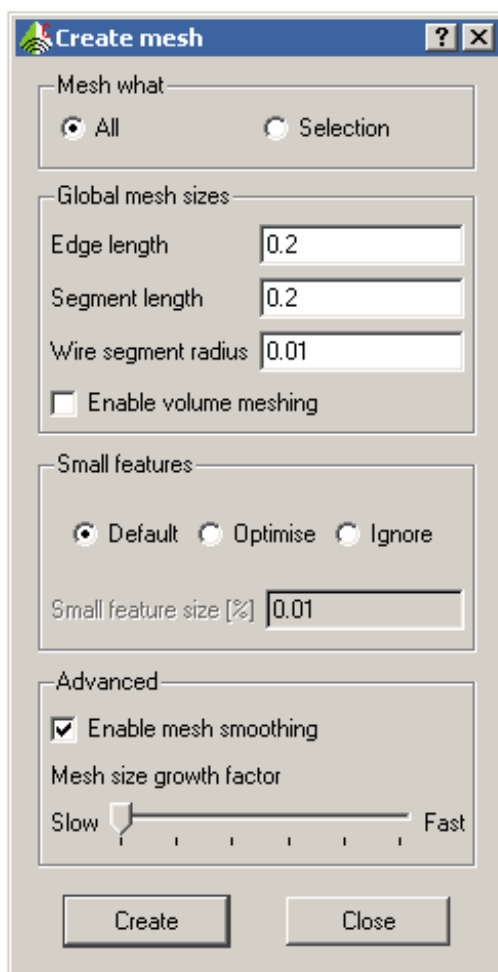 Create mesh
Mesh what
All Selection
Global mesh sizes
Edge length 0.2
Segment length 0.2
Wire segment radius 0.01
Enable volume meshing
Small features
Default Optimise Ignore
Small feature size [%] 0.01
Advanced
Enable mesh smoothing
Mesh size growth factor
Slow Fast
Create Close